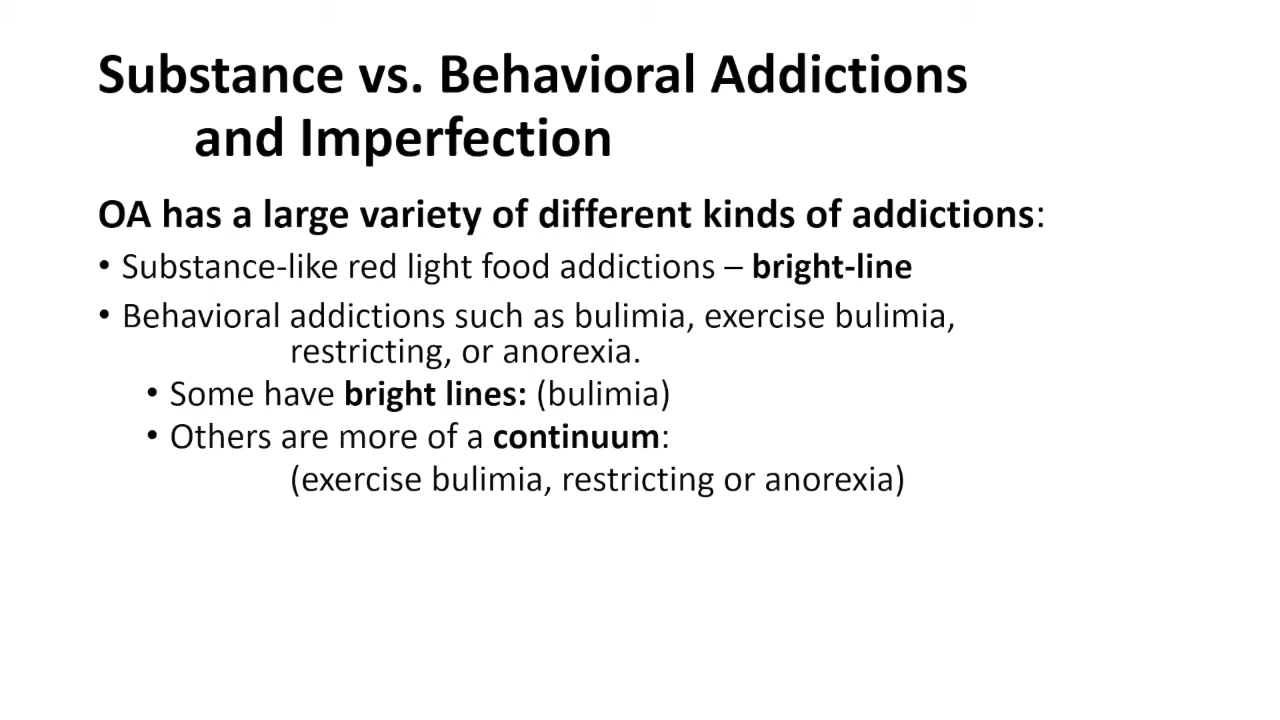 Substance vs. Behavioral Addictions
and Imperfection
OA has a large variety of different kinds of addictions:
• Substance-like red light food addictions – bright-line
• Behavioral addictions such as bulimia, exercise bulimia,
restricting, or anorexia.
• Some have bright lines: (bulimia)
• Others are more of a continuum:
(exercise bulimia, restricting or anorexia)